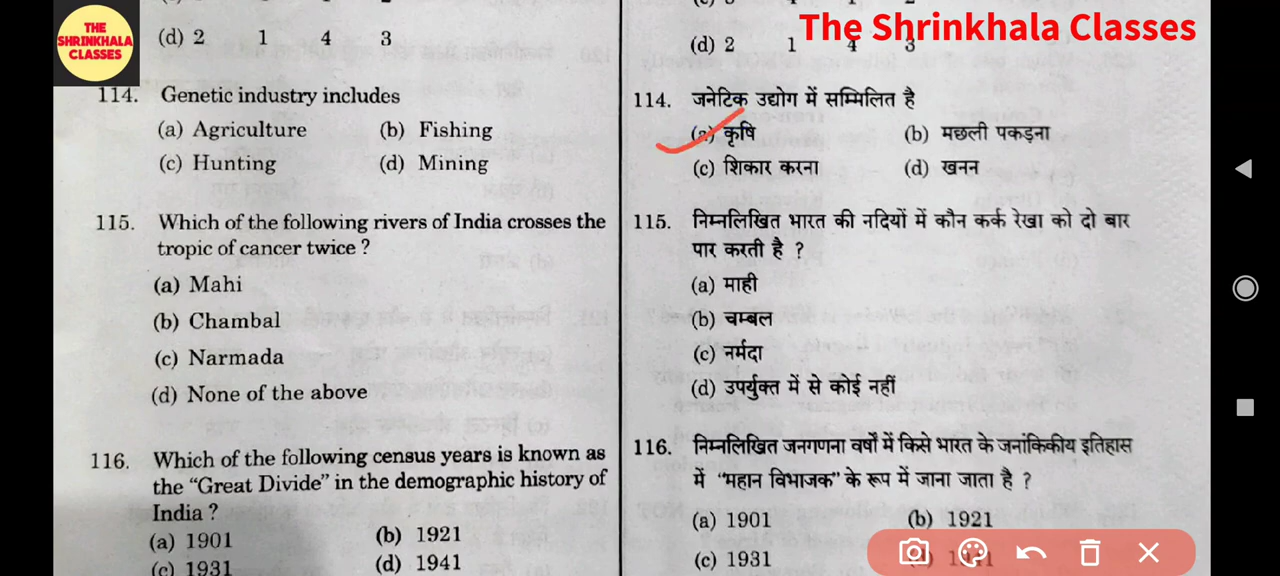 THE
SHRINKHALA
CLASSES
The Shrinkhala Classes
(d) 2 1 4 3
114. Genetic industry includes
(a) Agriculture (b) Fishing
(c) Hunting (d) Mining
115. Which of the following rivers of India crosses the
tropic of cancer twice ?
(a) Mahi
(b) Chambal
(c) Narmada
(d) None of the above
116. Which of the following census years is known as
the “Great Divide” in the demographic history of
India ?
(a) 1901 (b) 1921
(c) 1931 (d) 1941
(d) 2 1 4 3
114. जनेटिक उद्योग में सम्मिलित है
(a) कृषि (b) मछली पकड़ना
(c) शिकार करना (d) खनन
115. निम्नलिखित भारत की नदियों में कौन कर्क रेखा को दो बार
पार करती है ?
(a) माही
(b) चम्बल
(c) नर्मदा
(d) उपर्युक्त में से कोई नहीं
116. निम्नलिखित जनगणना वर्षों में किसे भारत के जनांकिकीय इतिहास
में “महान विभाजक” के रूप में जाना जाता है ?
(a) 1901 (b) 1921
(c) 1931